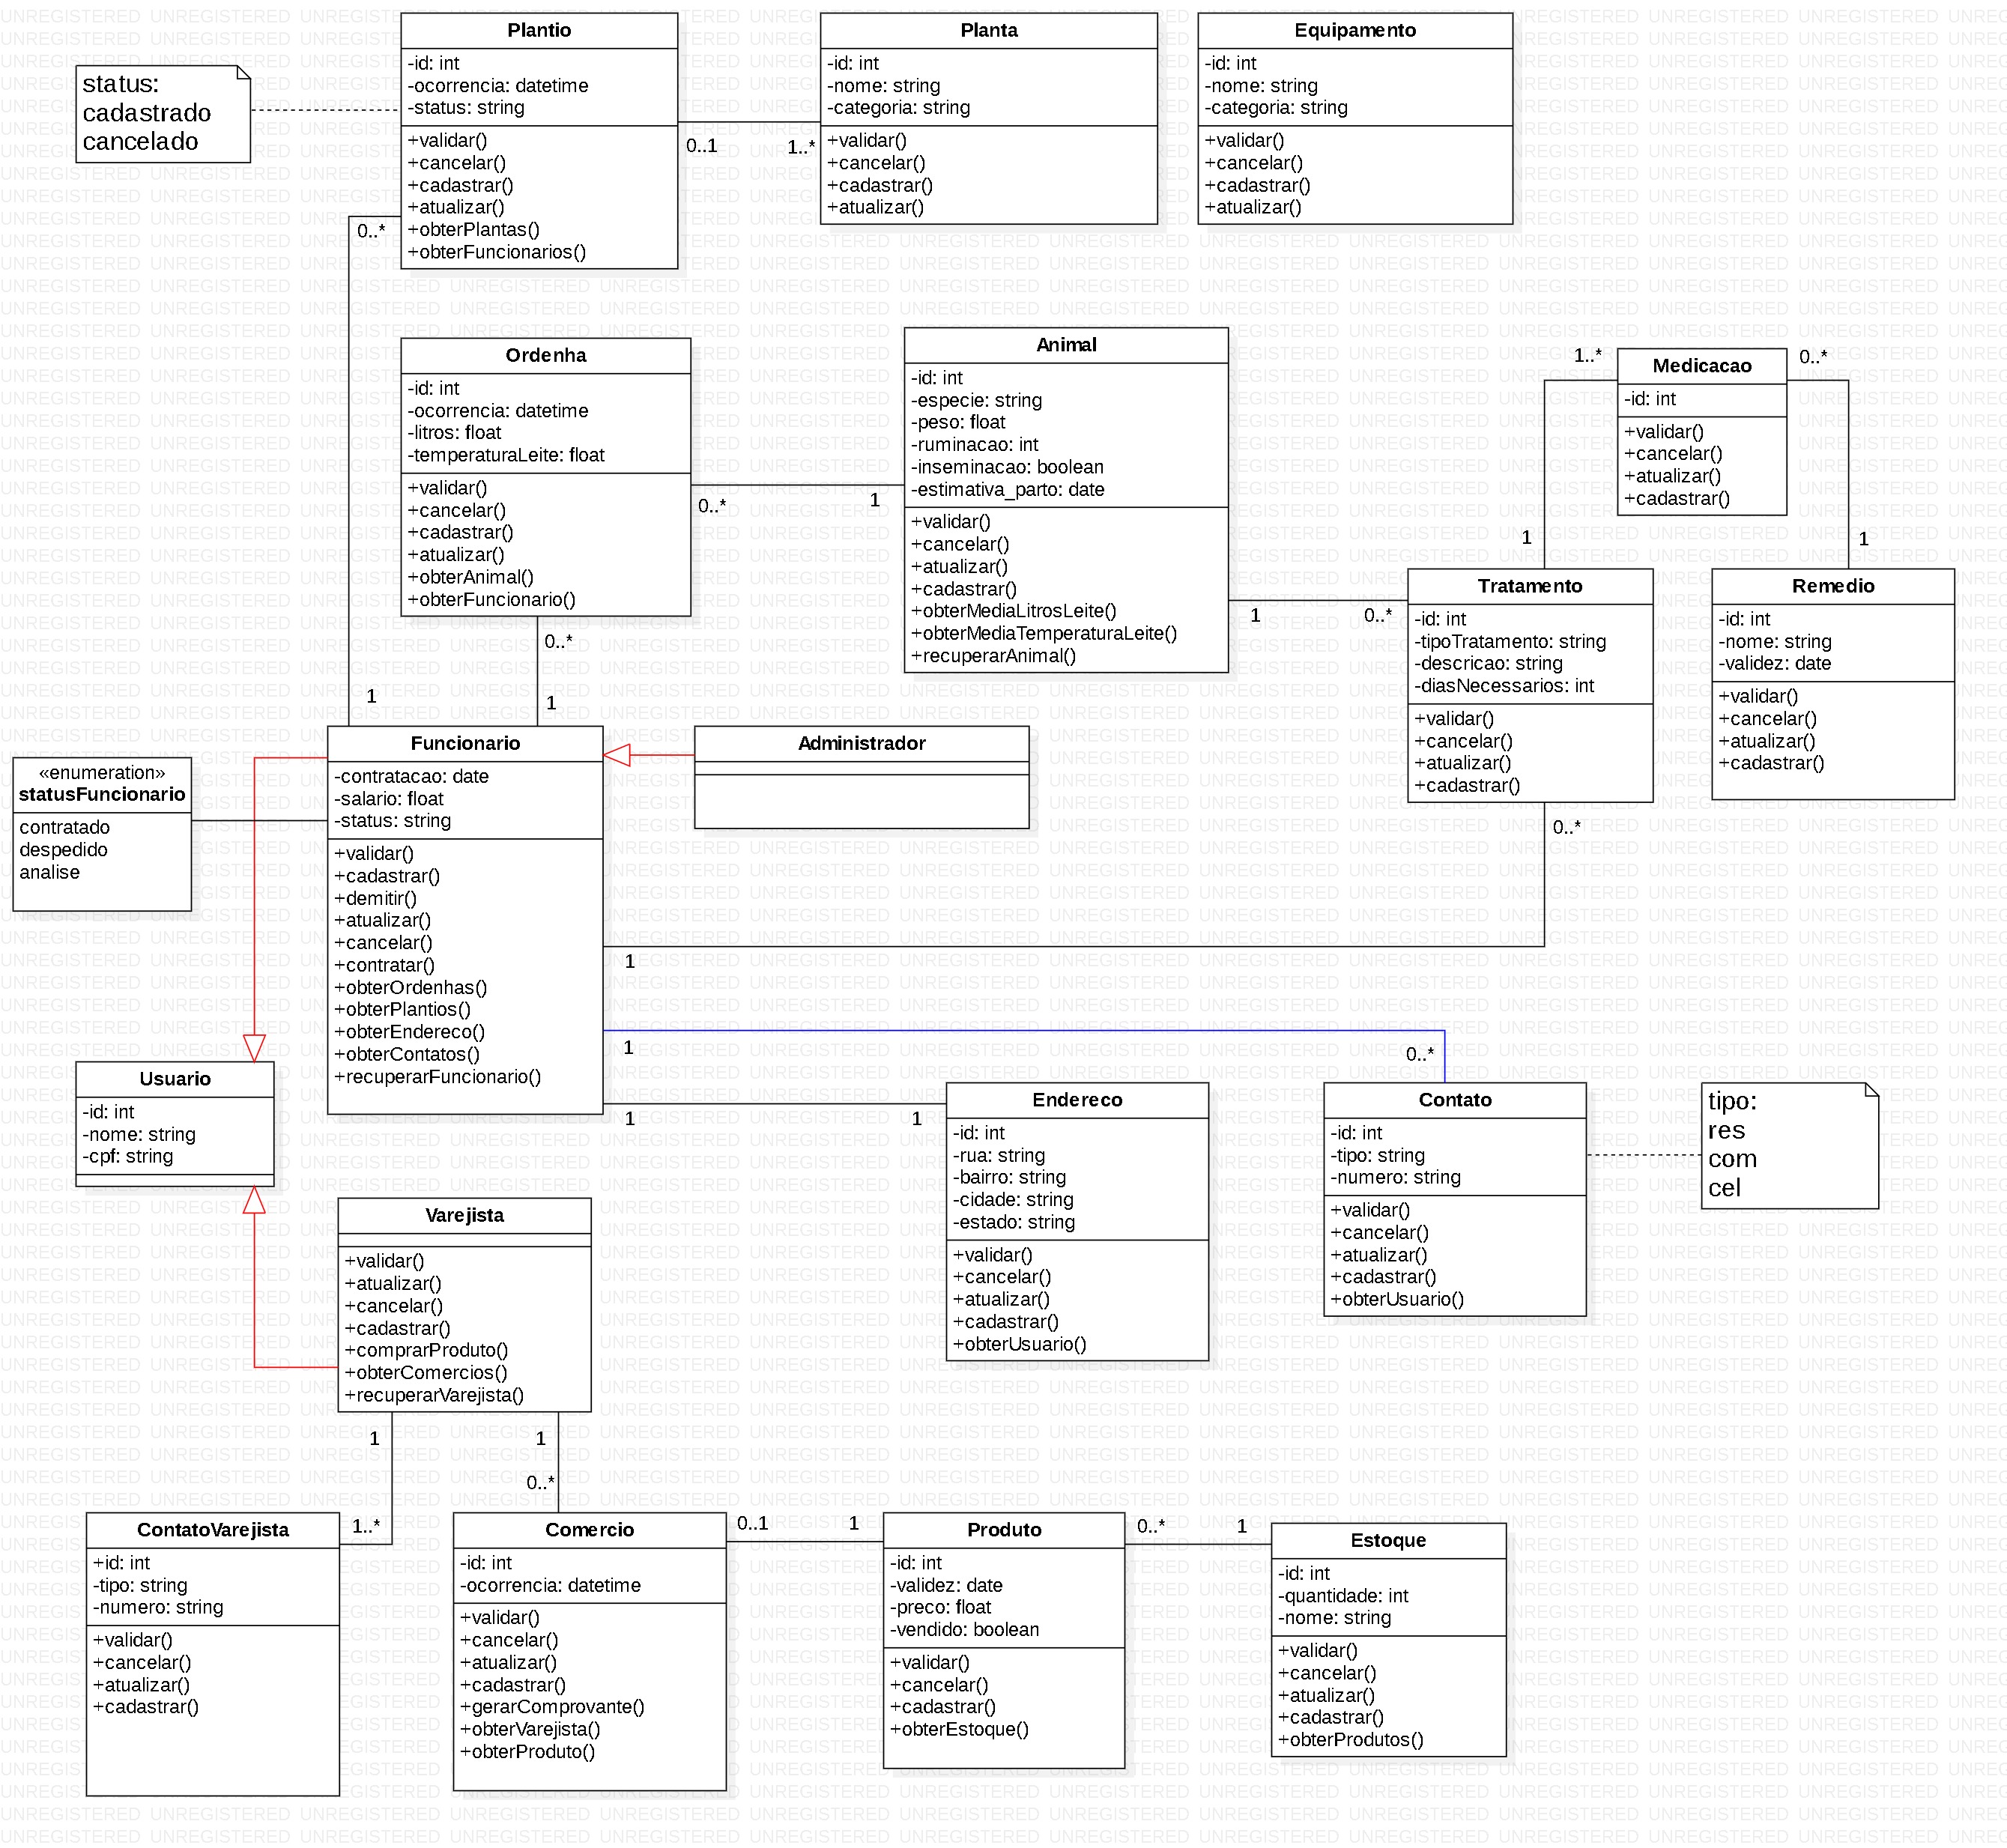 Plantio
-id: int
-ocorrencia: datetime
-status: string
+validar()
+cancelar()
+cadastrar()
+atualizar()
+obterPlantas()
+obterFuncionarios()
status:
cadastrado
cancelado
0..1
1..*
0..*
1
Planta
-id: int
-nome: string
-categoria: string
+validar()
+cancelar()
+cadastrar()
+atualizar()
Equipamento
-id: int
-nome: string
-categoria: string
+validar()
+cancelar()
+cadastrar()
+atualizar()
Ordenha
-id: int
-ocorrencia: datetime
-litros: float
-temperaturaLeite: float
+validar()
+cancelar()
+cadastrar()
+atualizar()
+obterAnimal()
+obterFuncionario()
0..*
1
0..*
1
Animal
-id: int
-especie: string
-peso: float
-ruminacao: int
-inseminacao: boolean
-estimativa_parto: date
+validar()
+cancelar()
+atualizar()
+cadastrar()
+obterMediaLitrosLeite()
+obterMediaTemperaturaLeite()
+recuperarAnimal()
1
0..*
Medicacao
-id: int
+validar()
+cancelar()
+atualizar()
+cadastrar()
1..*
0..*
1
1
Tratamento
-id: int
-tipoTratamento: string
-descricao: string
-diasNecessarios: int
+validar()
+cancelar()
+atualizar()
+cadastrar()
0..*
Remedio
-id: int
-nome: string
-validez: date
+validar()
+cancelar()
+atualizar()
+cadastrar()
Funcionario
-contratacao: date
-salario: float
-status: string
+validar()
+cadastrar()
+demitir()
+atualizar()
+cancelar()
+contratar()
+obterOrdenhas()
+obterPlantios()
+obterEndereco()
+obterContatos()
+recuperarFuncionario()
Administrador
«enumeration»
statusFuncionario
contratado
despedido
analise
1
1
0..*
1
1
Usuario
-id: int
-nome: string
-cpf: string
Endereco
-id: int
-rua: string
-bairro: string
-cidade: string
-estado: string
+validar()
+cancelar()
+atualizar()
+cadastrar()
+obterUsuario()
Contato
-id: int
-tipo: string
-numero: string
+validar()
+cancelar()
+atualizar()
+cadastrar()
+obterUsuario()
tipo:
res
com
cel
Varejista
+validar()
+atualizar()
+cancelar()
+cadastrar()
+comprarProduto()
+obterComercios()
+recuperarVarejista()
1
1..*
1
0..*
ContatoVarejista
+id: int
-tipo: string
-numero: string
+validar()
+cancelar()
+atualizar()
+cadastrar()
Comercio
-id: int
-ocorrencia: datetime
+validar()
+cancelar()
+atualizar()
+cadastrar()
+gerarComprovante()
+obterVarejista()
+obterProduto()
0..1
1
Produto
-id: int
-validez: date
-preco: float
-vendido: boolean
+validar()
+cancelar()
+cadastrar()
+obterEstoque()
0..*
1
Estoque
-id: int
-quantidade: int
-nome: string
+validar()
+cancelar()
+atualizar()
+cadastrar()
+obterProdutos()
UNREGISTERED